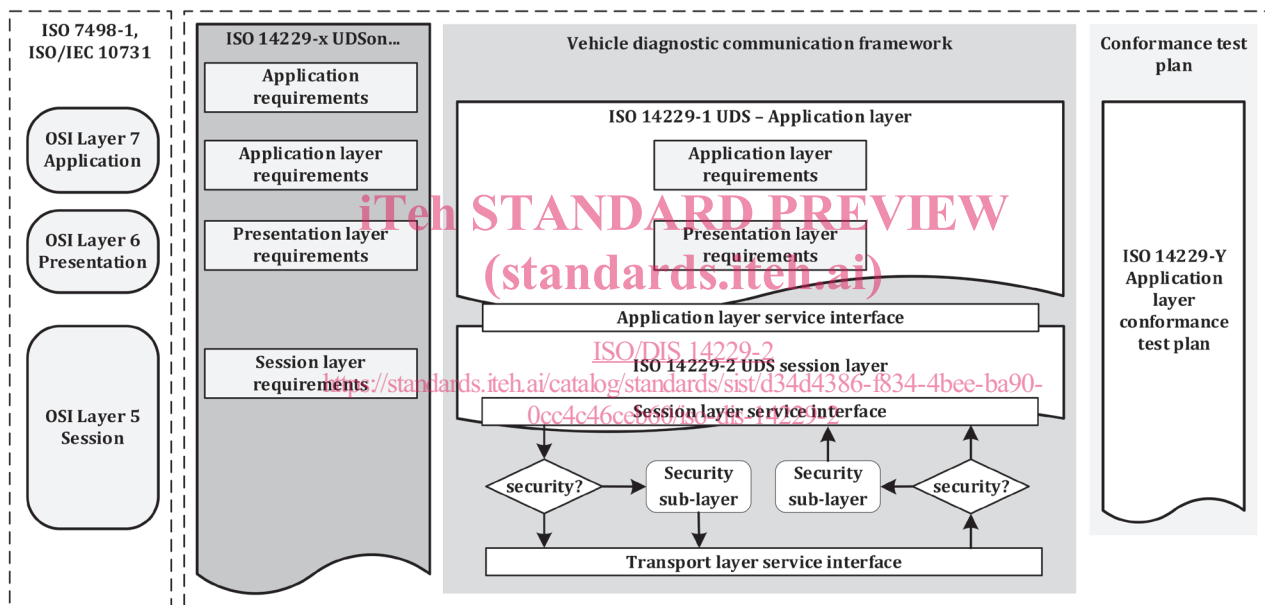 ISO 7498-1,
ISO/IEC 10731
OSI Layer 7
Application
OSI Layer 6
Presentation
OSI Layer 5
Session
ISO 14229-x UDSon...
Application
requirements
Application layer
requirements
Presentation layer
requirements
Session layer
requirements
Vehicle diagnostic communication framework
ISO 14229-1 UDS – Application layer
Application layer
requirements
iTeh STANDARD PREVIEW
Presentation layer
requirements
(standards.iteh.ai)
Application layer service interface
ISO/DIS 14229-2
ISO 14229-2 UDS session layer
https://standards.iteh.ai/catalog/standards/sist/d34d4386-f834-4bee-ba90-
Session layer service interface
security?
Security
sub-layer
Security
sub-layer
security?
Transport layer service interface
Conformance test
plan
ISO 14229-Y
Application
layer
conformance
test plan